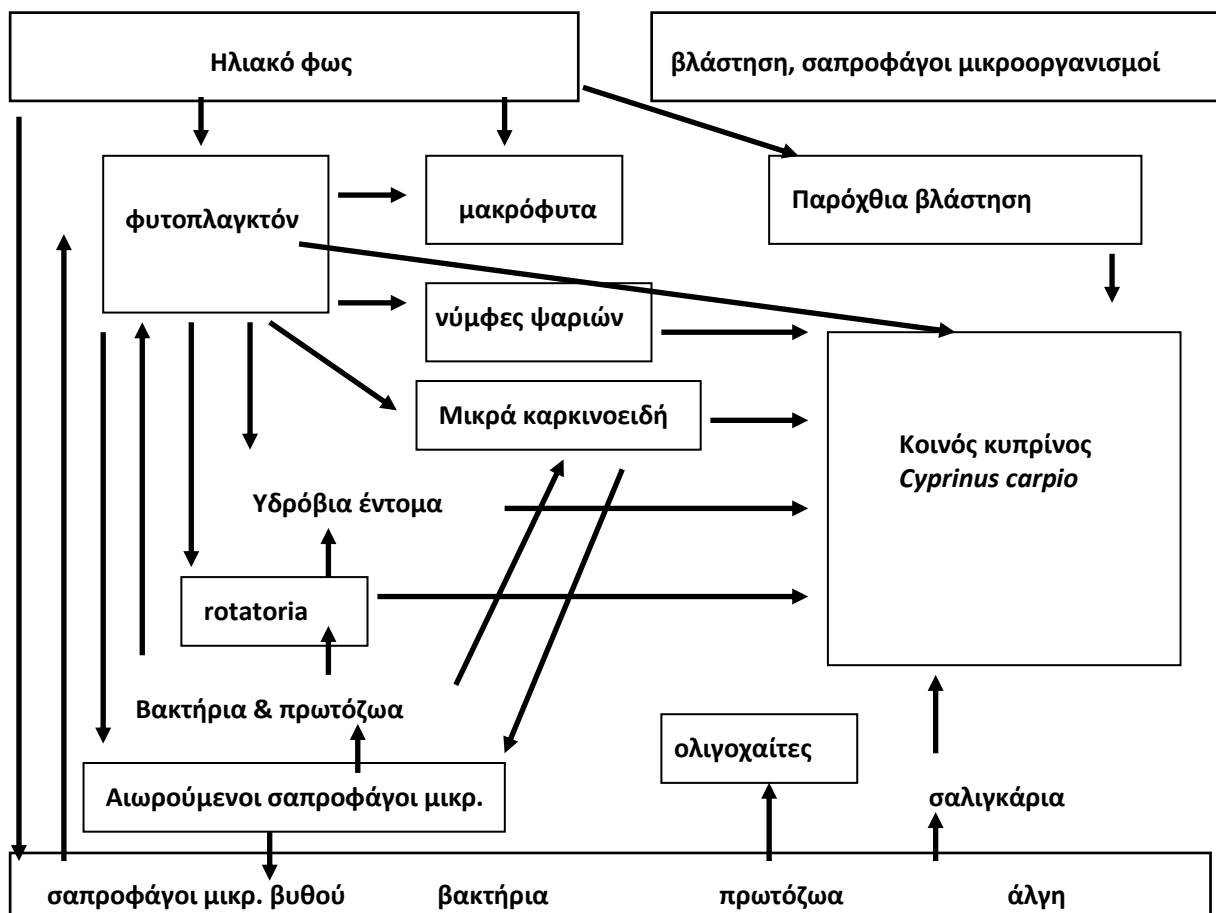 Ηλιακό φως
βλάστηση, σαπροφάγοι μικροοργανισμοί
φυτοπλαγκτόν
μακρόφυτα
Παρόχθια βλάστηση
νύμφες ψαριών
Μικρά καρκινοειδή
Κοινός κυπρίνος
Cyprinus carpio
Υδρόβια έντομα
rotatoria
Βακτήρια & πρωτόζωα
ολιγοχαίτες
Αιωρούμενοι σαπροφάγοι μικρ.
σαλιγκάρια
σαπροφάγοι μικρ. βυθού βακτήρια πρωτόζωα άλγη